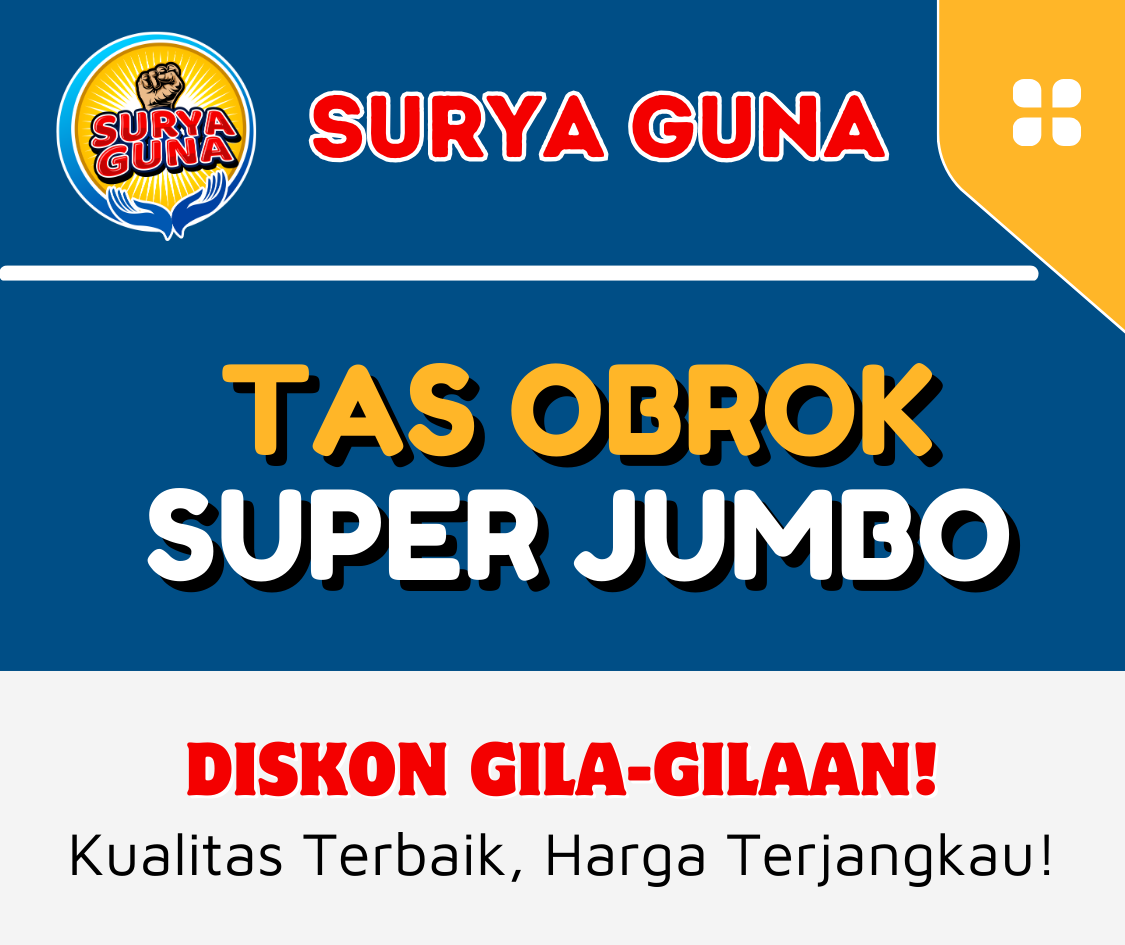 SURYA
GUNA
SURYA GUNA
TAS OBROK
SUPER JUMBO
DISKON GILA-GILAAN!
Kualitas Terbaik, Harga Terjangkau!